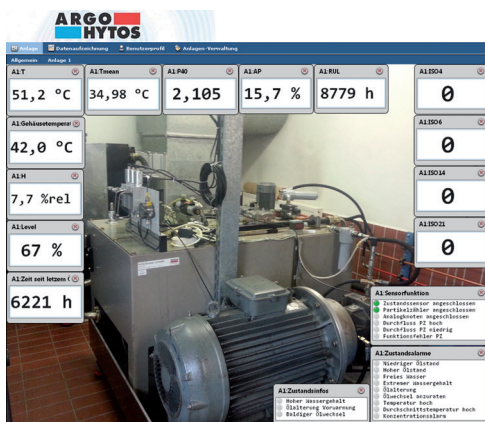 ARGO
HYTOS
Anlage Datenaufzeichnung Benutzerprofil Anlagen-Verwaltung
Allgemein Anlage 1
A1:T
51,2 °C
A1:Tmean
34,98 °C
A1:P40
2,105
A1:AP
15,7 %
A1:RUL
8779 h
A1:ISO4
0
A1:Gehäusetemperat
42,0 °C
A1:ISO6
0
A1:H
7,7 %rel
A1:ISO14
0
A1:Level
67 %
A1:ISO21
0
A1:Zeit seit letzem
6221 h
A1:Sensorfunktion
Zustandssensor angeschlossen
Partikelzähler angeschlossen
Analogknoten angeschlossen
Durchfluss PZ hoch
Durchfluss PZ niedrig
Funktionsfehler PZ
A1:Zustandsalarme
Niedriger Ölstand
Hoher Ölstand
Freies Wasser
Extremer Wassergehalt
Ölalterung
Ölwechsel anzuraten
Temperatur hoch
Durchschnittstemperatur hoch
Konzentrationsalarm
A1:Zustandsinfos
Hoher Wassergehalt
Ölalterung Vorwarnung
Baldiger Ölwechsel